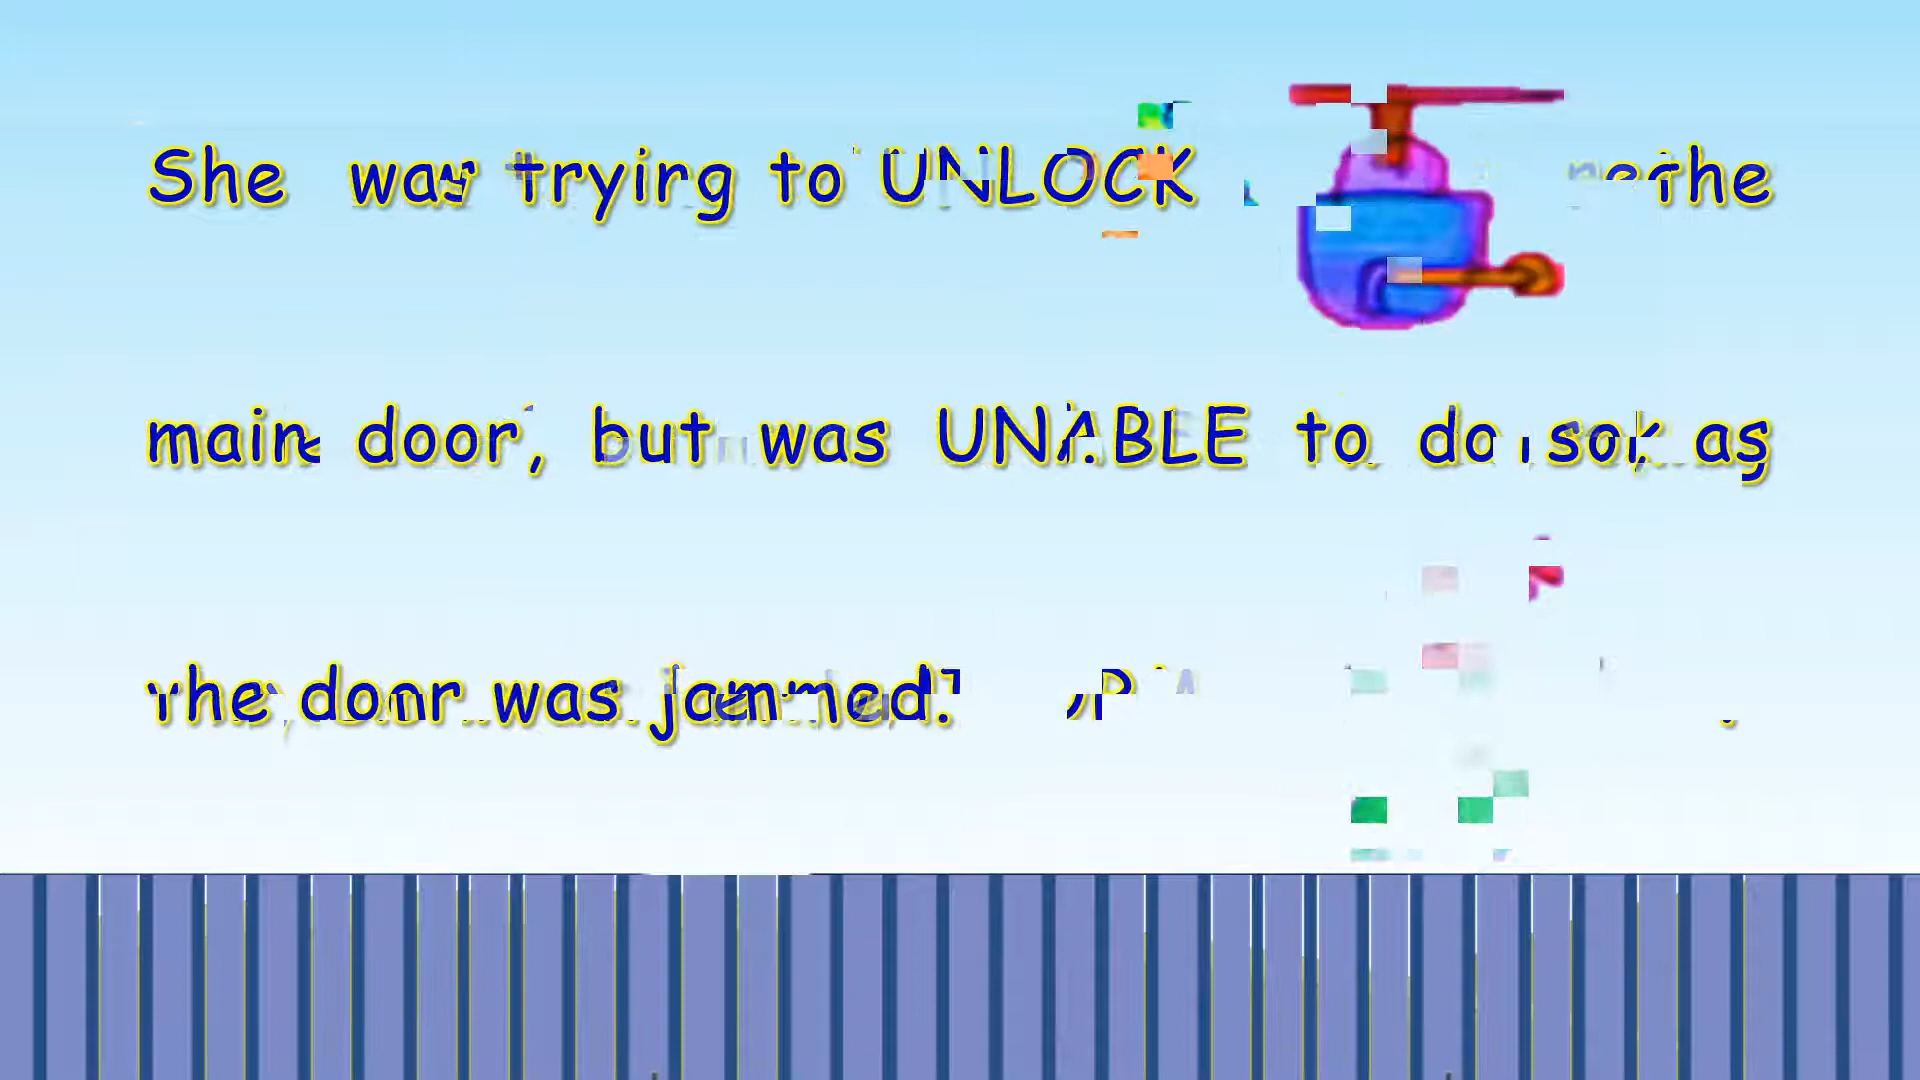 She was trying to UNLOCK the
main door, but was UNABLE to do so as
the door was jammed.